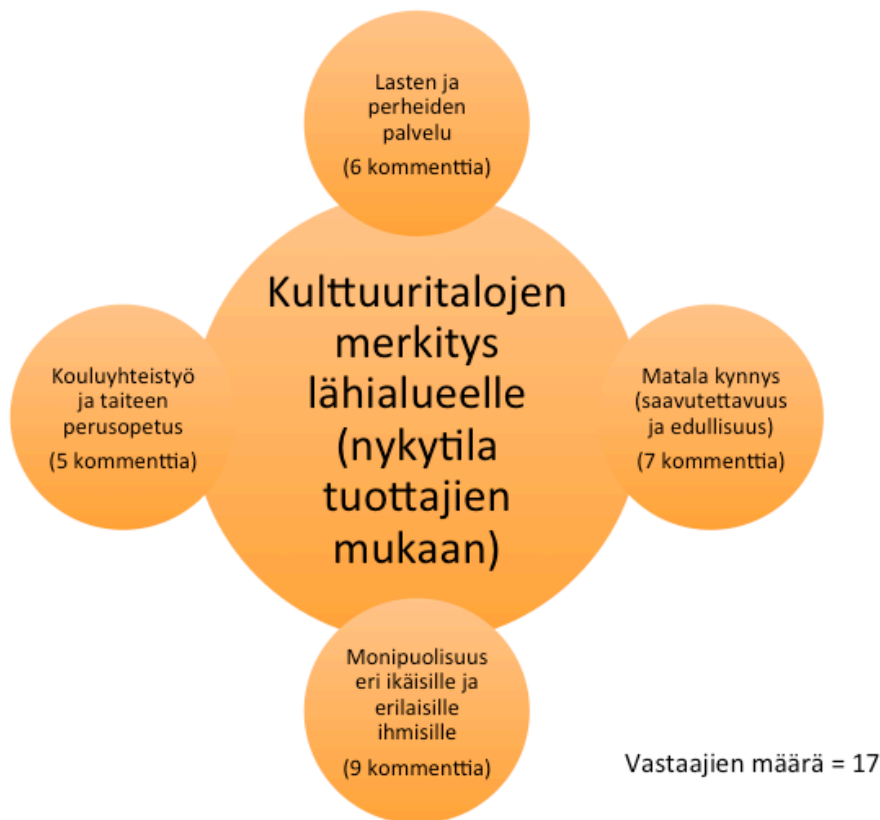 Lasten ja
perheiden
palvelu
(6 kommenttia)
Kulttuuritalojen
merkitys
lähialueelle
(nykytila
tuottajien
mukaan)
Kouluyhteistyö
ja taiteen
perusopetus
(5 kommenttia)
Matala kynnys
(saavutettavuus
ja edullisuus)
(7 kommenttia)
Monipuolisuus
eri ikäisille ja
erilaisille
ihmisille
(9 kommenttia)
Vastaajien määrä = 17